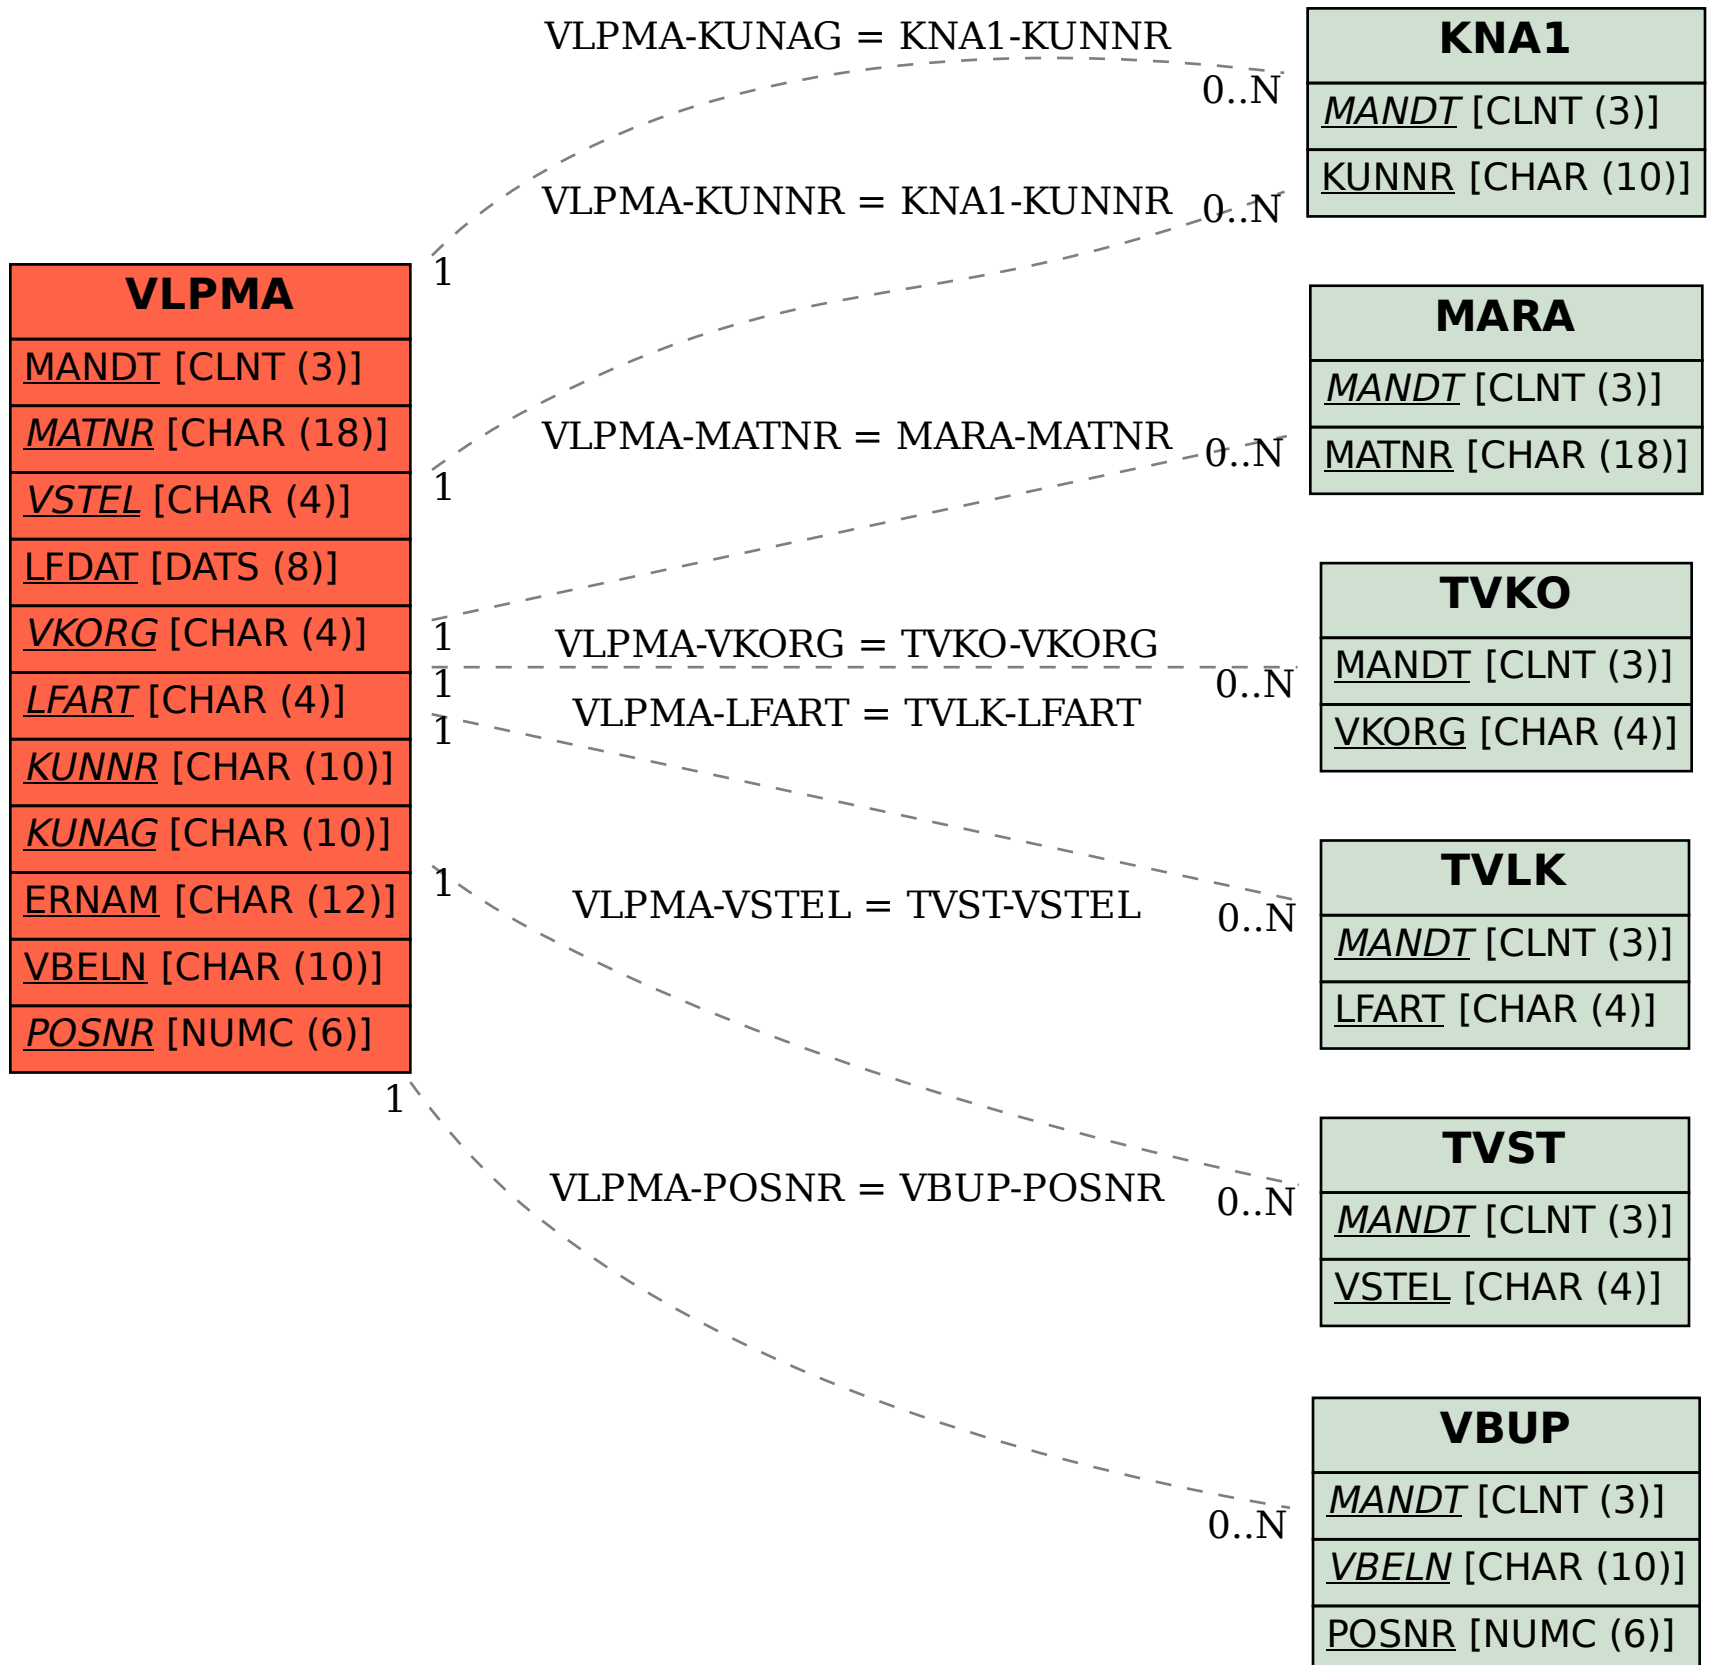 VLPMA
MANDT [CLNT (3)]
MATNR [CHAR (18)]
VSTEL [CHAR (4)]
LFDAT [DATS (8)]
VKORG [CHAR (4)]
LFART [CHAR (4)]
KUNNR [CHAR (10)]
KUNAG [CHAR (10)]
ERNAM [CHAR (12)]
VBELN [CHAR (10)]
POSNR [NUMC (6)]
VLPMA-KUNAG = KNA1-KUNNR
0..N
1
VLPMA-KUNNR = KNA1-KUNNR
0..N
1
VLPMA-MATNR = MARA-MATNR
0..N
1
VLPMA-VKORG = TVKO-VKORG
0..N
1
VLPMA-LFART = TVLK-LFART
0..N
1
VLPMA-VSTEL = TVST-VSTEL
0..N
1
VLPMA-POSNR = VBUP-POSNR
0..N
1
KNA1
MANDT [CLNT (3)]
KUNNR [CHAR (10)]
MARA
MANDT [CLNT (3)]
MATNR [CHAR (18)]
TVKO
MANDT [CLNT (3)]
VKORG [CHAR (4)]
TVLK
MANDT [CLNT (3)]
LFART [CHAR (4)]
TVST
MANDT [CLNT (3)]
VSTEL [CHAR (4)]
VBUP
MANDT [CLNT (3)]
VBELN [CHAR (10)]
POSNR [NUMC (6)]